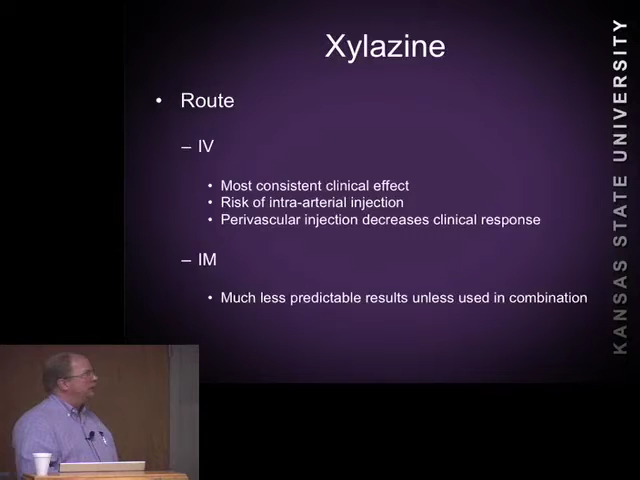 Xylazine
• Route
– IV
• Most consistent clinical effect
• Risk of intra-arterial injection
• Perivascular injection decreases clinical response
– IM
• Much less predictable results unless used in combination
KANSAS STATE UNIVERSITY